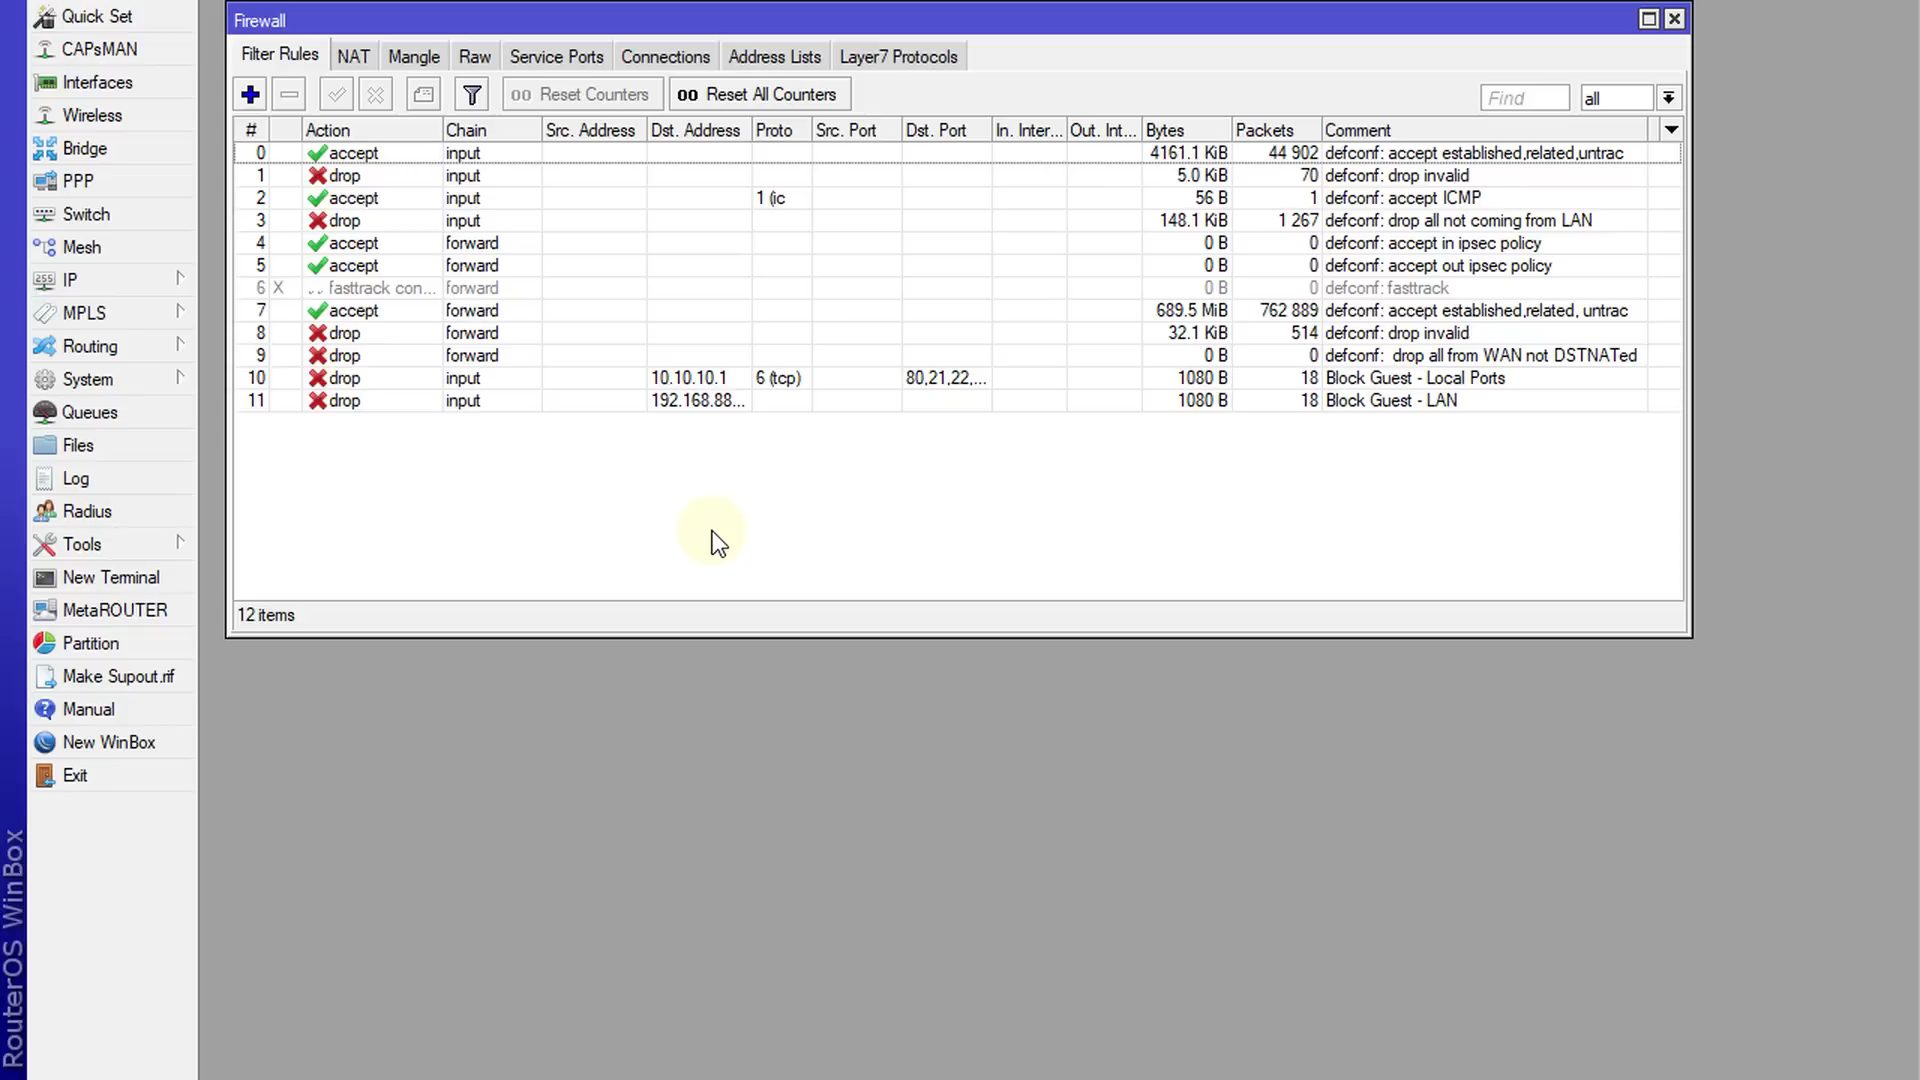 Quick Set
CAPsMAN
Interfaces
Wireless
Bridge
PPP
Switch
Mesh
IP
MPLS
Routing
System
Queues
Files
Log
Radius
Tools
New Terminal
MetaROUTER
Partition
Make Supout.rif
Manual
New WinBox
Exit
RouterOS WinBox
Firewall
Filter Rules NAT Mangle Raw Service Ports Connections Address Lists Layer7 Protocols
00 Reset Counters 00 Reset All Counters Find all
# Action Chain Src. Address Dst. Address Proto Src. Port Dst. Port In. Inter... Out. Int... Bytes Packets Comment
0 accept input 4161.1 KiB 44 902 defconf: accept established,related,untrac
1 drop input 5.0 KiB 70 defconf: drop invalid
2 accept input 1 (ic 56 B 1 defconf: accept ICMP
3 drop input 148.1 KiB 1 267 defconf: drop all not coming from LAN
4 accept forward 0 B 0 defconf: accept in ipsec policy
5 accept forward 0 B 0 defconf: accept out ipsec policy
6 X fasttrack con... forward 0 B 0 defconf: fasttrack
7 accept forward 689.5 MiB 762 889 defconf: accept established,related, untrac
8 drop forward 32.1 KiB 514 defconf: drop invalid
9 drop forward 0 B 0 defconf: drop all from WAN not DSTNATed
10 drop input 10.10.10.1 6 (tcp) 80,21,22,... 1080 B 18 Block Guest - Local Ports
11 drop input 192.168.88... 1080 B 18 Block Guest - LAN
12 items